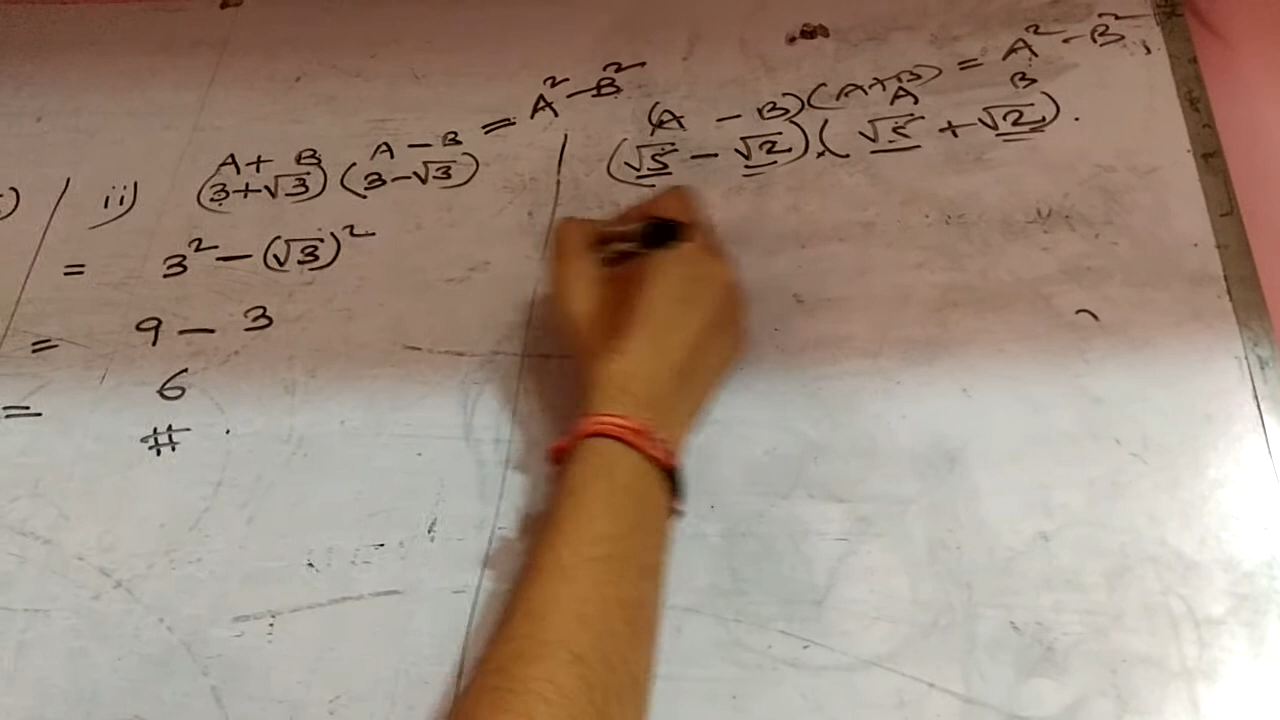 ii) (3+√3) (3-√3) = A² - B²
A + B A - B
= 3² - (√3)²
= 9 - 3
= 6
#
(A - B)(A+B) = A² - B²,
A B
(√5 - √2).(√5 + √2).